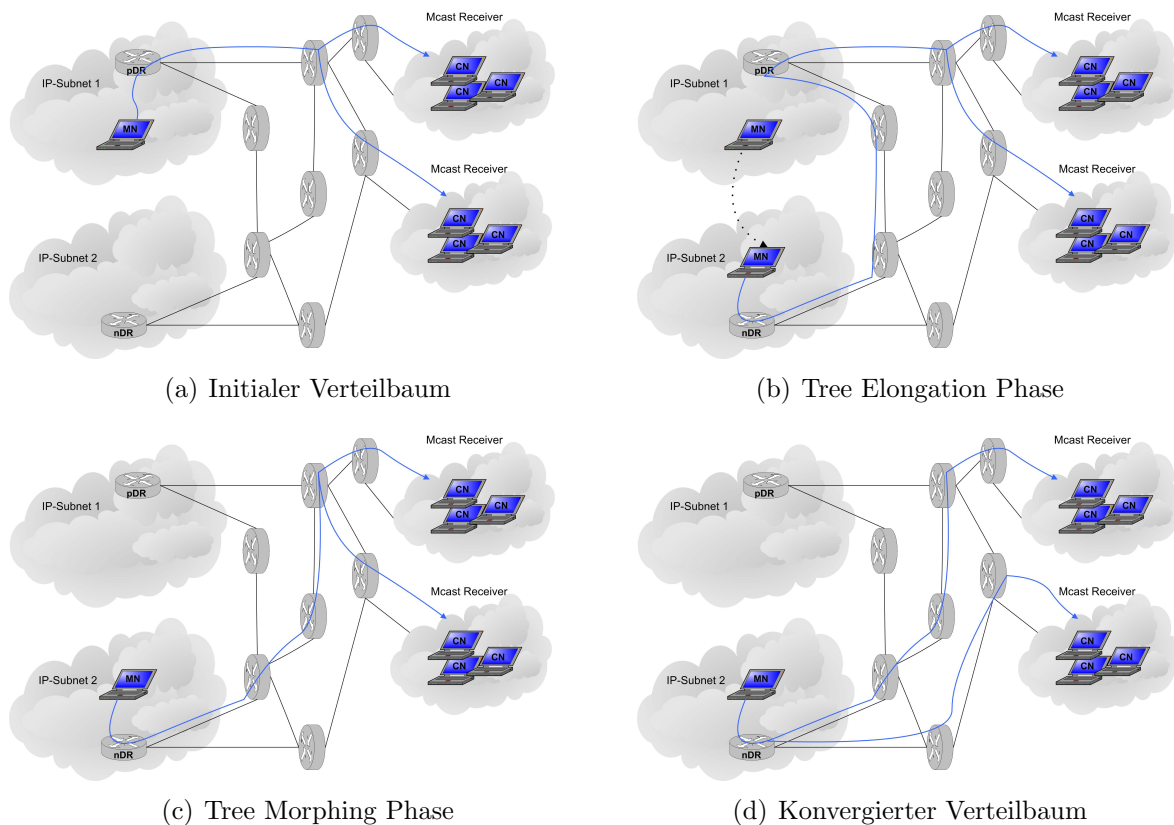 Mcast Receiver
CN
CN
CN
pDR
IP-Subnet 1
MN
Mcast Receiver
CN
CN
CN
IP-Subnet 2
nDR
(a) Initialer Verteilbaum
Mcast Receiver
CN
CN
CN
pDR
IP-Subnet 1
MN
Mcast Receiver
CN
CN
CN
IP-Subnet 2
MN
nDR
(b) Tree Elongation Phase
Mcast Receiver
CN
CN
CN
pDR
IP-Subnet 1
Mcast Receiver
CN
CN
CN
IP-Subnet 2
MN
nDR
(c) Tree Morphing Phase
Mcast Receiver
CN
CN
CN
pDR
IP-Subnet 1
Mcast Receiver
CN
CN
CN
IP-Subnet 2
MN
nDR
(d) Konvergierter Verteilbaum